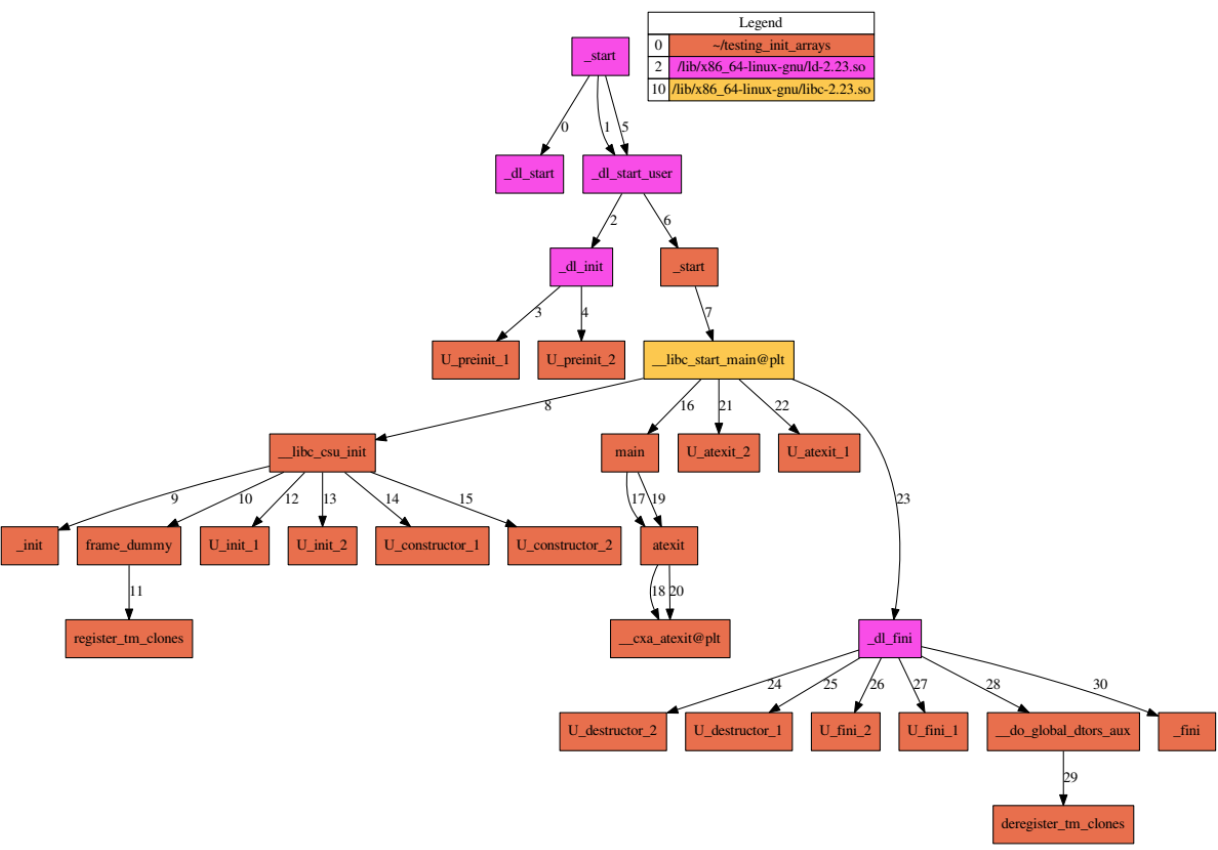 Legend
0 ~/testing_init_arrays
2 /lib/x86_64-linux-gnu/ld-2.23.so
10 /lib/x86_64-linux-gnu/libc-2.23.so
_start
0 1 5
_dl_start _dl_start_user
2 6
_dl_init _start
3 4 7
U_preinit_1 U_preinit_2 __libc_start_main@plt
8 16 21 22
__libc_csu_init main U_atexit_2 U_atexit_1
9 10 12 13 14 15 17 19 23
_init frame_dummy U_init_1 U_init_2 U_constructor_1 U_constructor_2 atexit
11 18 20
register_tm_clones __cxa_atexit@plt _dl_fini
24 25 26 27 28 30
U_destructor_2 U_destructor_1 U_fini_2 U_fini_1 __do_global_dtors_aux _fini
29
deregister_tm_clones